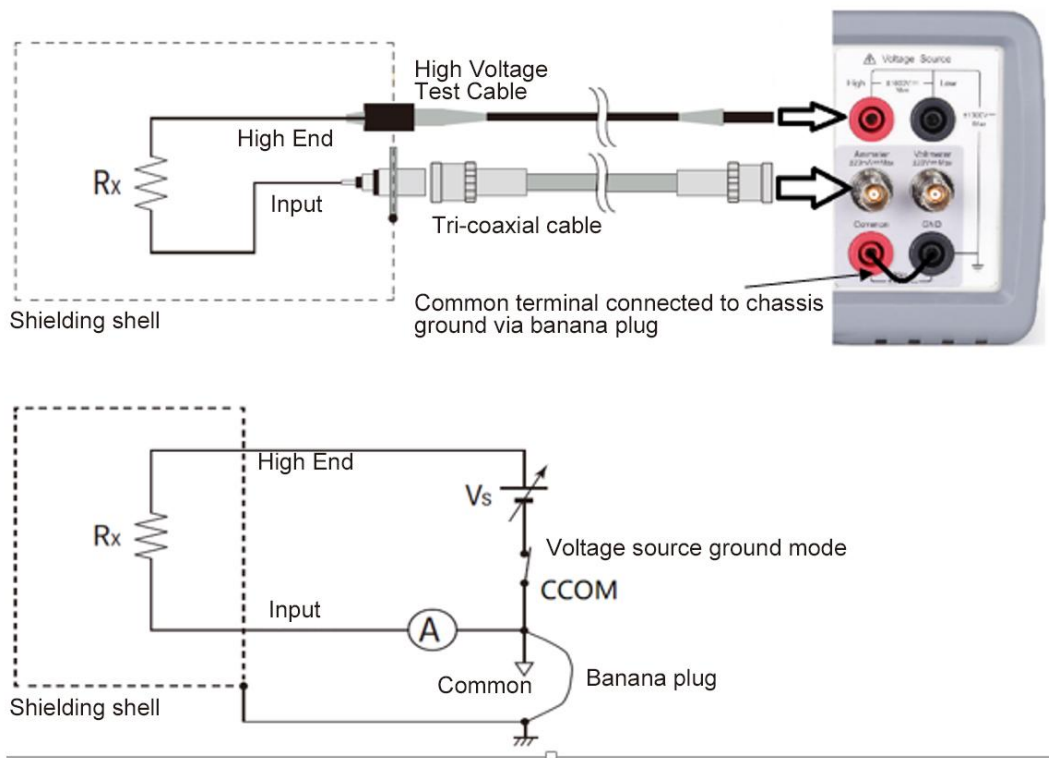 High Voltage
Test Cable
High End
Rx
Input
Tri-coaxial cable
Shielding shell
Common terminal connected to chassis
ground via banana plug
Voltage Source
High
Low
Max
Ammeter
Voltmeter
Common
GND
High End
Vs
Rx
Voltage source ground mode
CCOM
Input
A
Common
Banana plug
Shielding shell